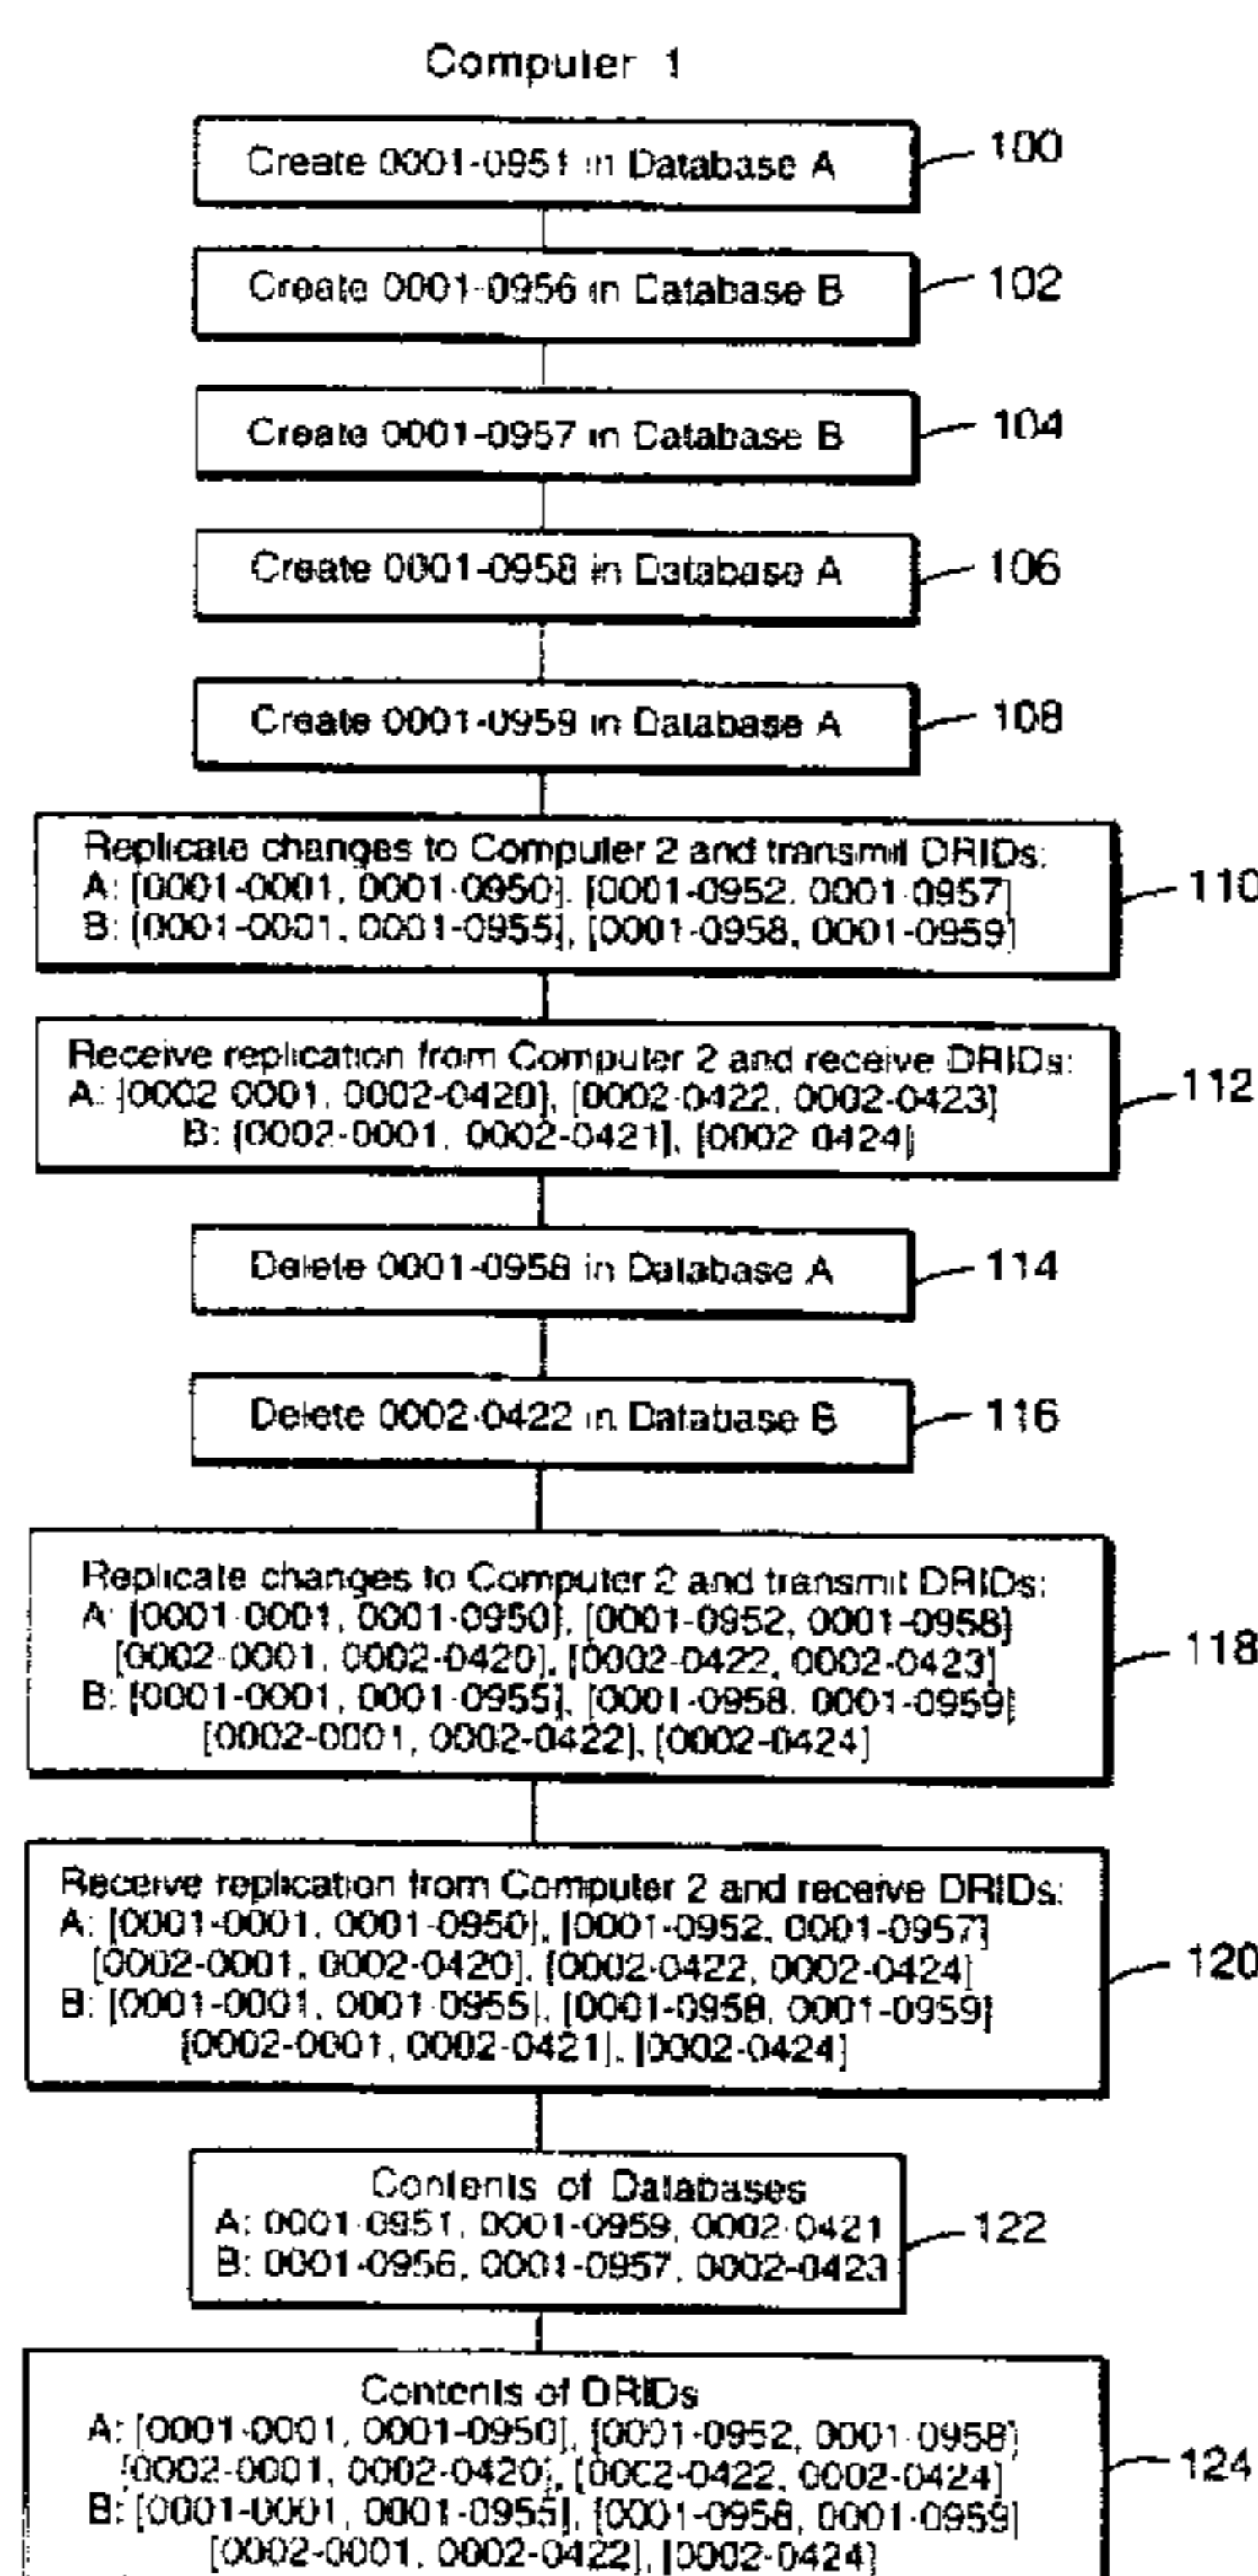 Computer 1
Create 0001-0951 in Database A
100
Create 0001-0956 in Database B
102
Create 0001-0957 in Database B
104
Create 0001-0958 in Database A
106
Create 0001-0959 in Database A
108
Replicate changes to Computer 2 and transmit DRIDs:
A: [0001-0001, 0001-0950], [0001-0952, 0001-0957]
B: [0001-0001, 0001-0955], [0001-0958, 0001-0959]
110
Receive replication from Computer 2 and receive DRIDs:
A: [0002-0001, 0002-0420], [0002-0422, 0002-0423]
B: [0002-0001, 0002-0421], [0002-0424]
112
Delete 0001-0958 in Database A
114
Delete 0002-0422 in Database B
116
Replicate changes to Computer 2 and transmit DRIDs:
A: [0001-0001, 0001-0950], [0001-0952, 0001-0958]
[0002-0001, 0002-0420], [0002-0422, 0002-0423]
B: [0001-0001, 0001-0955], [0001-0958, 0001-0959]
[0002-0001, 0002-0422], [0002-0424]
118
Receive replication from Computer 2 and receive DRIDs:
A: [0001-0001, 0001-0950], [0001-0952, 0001-0957]
[0002-0001, 0002-0420], [0002-0422, 0002-0424]
B: [0001-0001, 0001-0955], [0001-0958, 0001-0959]
[0002-0001, 0002-0421], [0002-0424]
120
Contents of Databases
A: 0001-0951, 0001-0959, 0002-0421
B: 0001-0956, 0001-0957, 0002-0423
122
Contents of DRIDs
A: [0001-0001, 0001-0950], [0001-0952, 0001-0958]
[0002-0001, 0002-0420], [0002-0422, 0002-0424]
B: [0001-0001, 0001-0955], [0001-0958, 0001-0959]
[0002-0001, 0002-0422], [0002-0424]
124